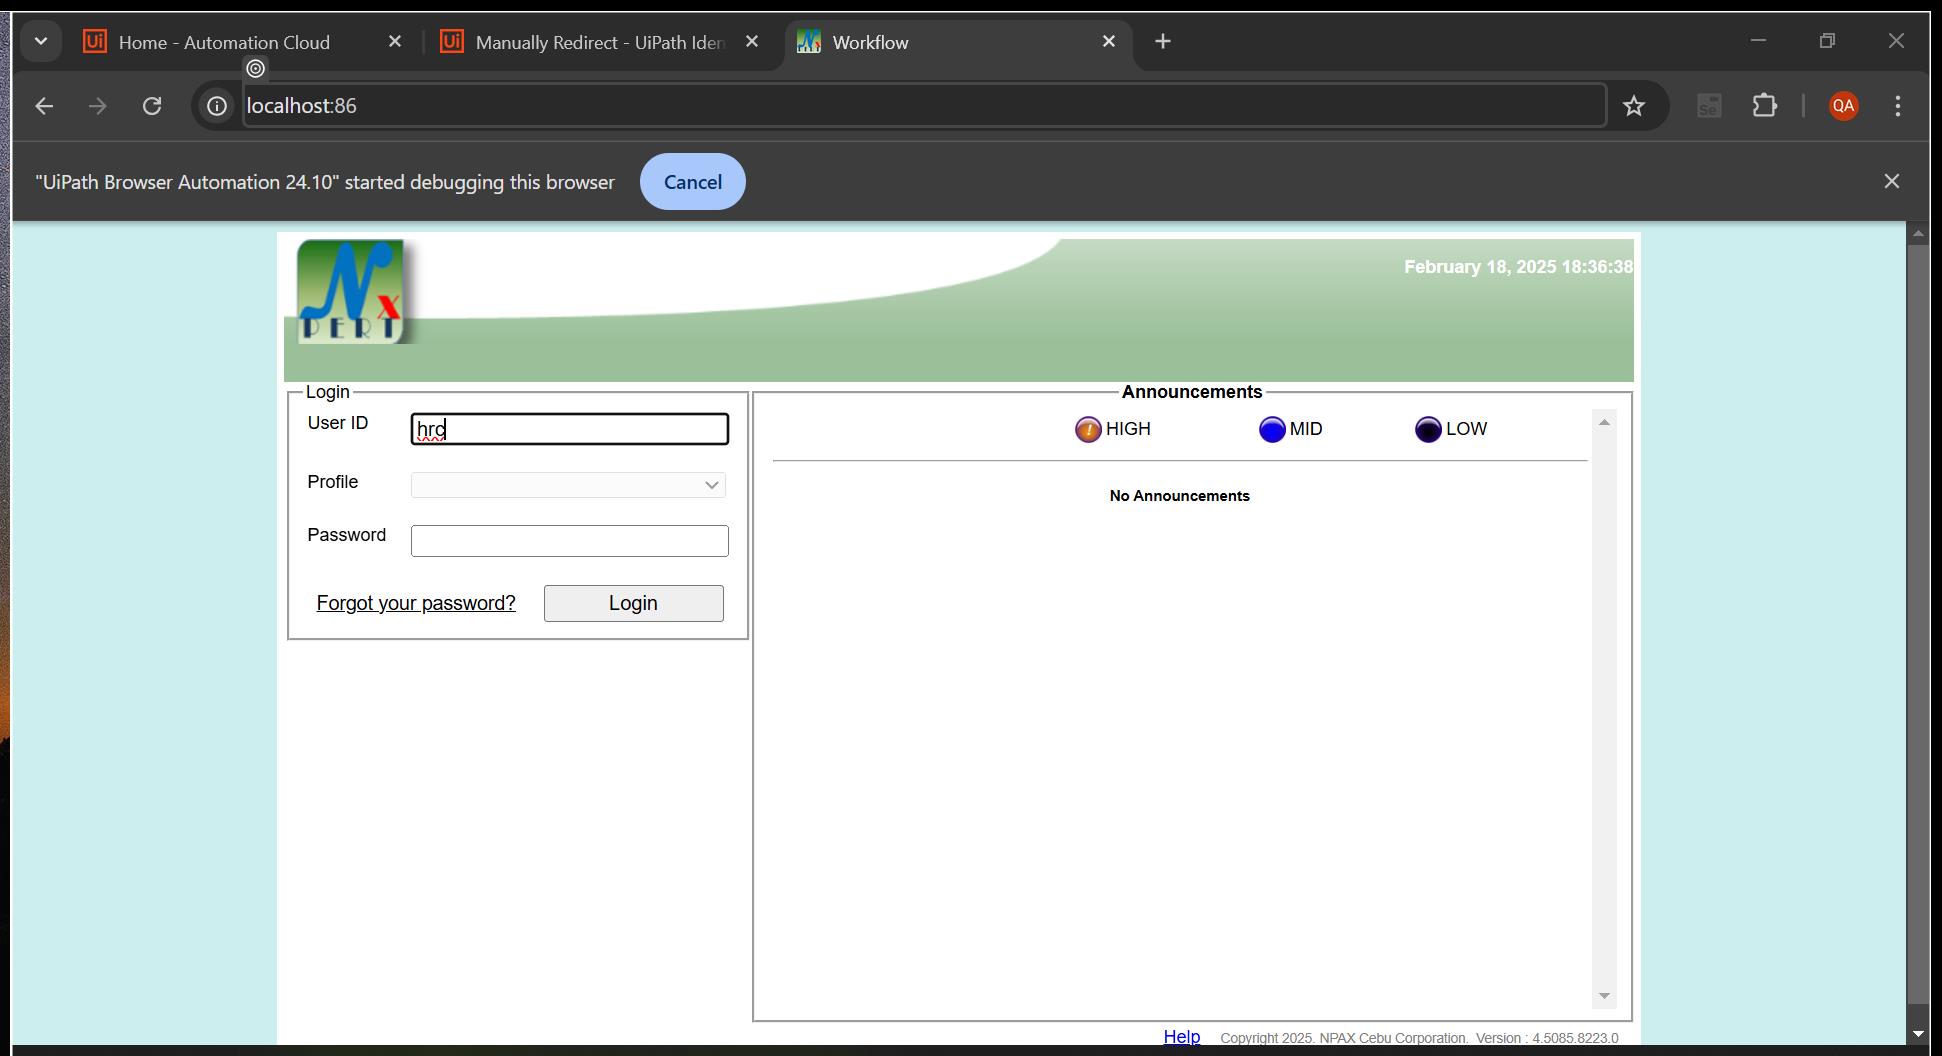 Home - Automation Cloud
Manually Redirect - UiPath Iden
Workflow
localhost:86
Se
QA
"UiPath Browser Automation 24.10" started debugging this browser
Cancel
N
X
PERT
February 18, 2025 18:36:38
Login
User ID
hrd
Profile
Password
Forgot your password?
Login
Announcements
HIGH
MID
LOW
No Announcements
Help
Copyright 2025. NPAX Cebu Corporation. Version : 4.5085.8223.0